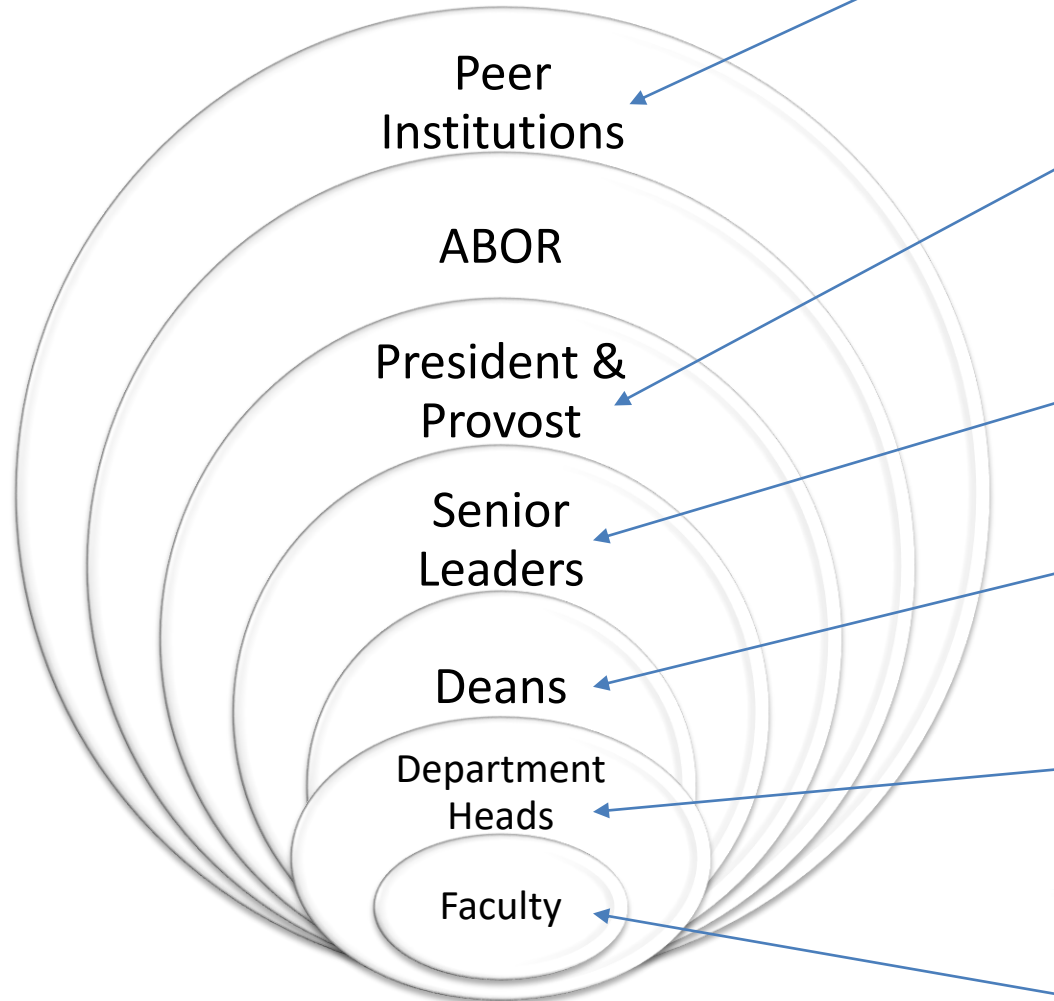 Peer
Institutions
ABOR
President &
Provost
Senior
Leaders
Deans
Department
Heads
Faculty